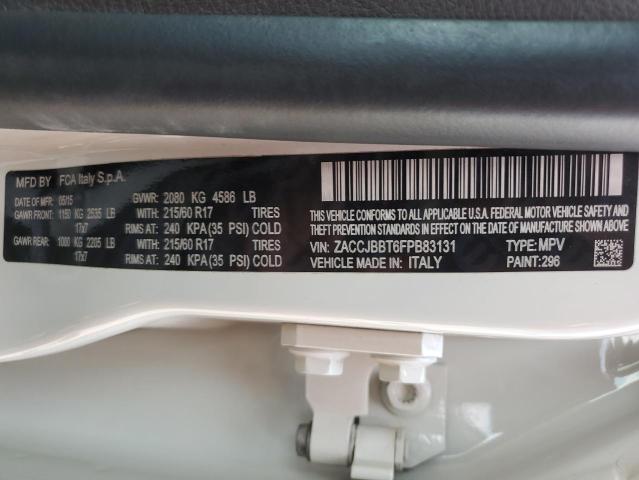 MFD BY FCA Italy S.p.A.
DATE OF MFR 05/15 GVWR: 2080 KG 4586 LB
GAWR FRONT: 1150 KG 2535 LB WITH: 215/60 R17 TIRES
17x7 RIMS AT: 240 KPA(35 PSI) COLD
GAWR REAR: 1000 KG 2205 LB WITH: 215/60 R17 TIRES
17x7 RIMS AT: 240 KPA(35 PSI) COLD
THIS VEHICLE CONFORMS TO ALL APPLICABLE U.S.A. FEDERAL MOTOR VEHICLE SAFETY
AND THEFT PREVENTION STANDARDS IN EFFECT ON THE DATE OF MANUFACTURE SHOWN ABOVE
VIN: ZACCJBBT6FPB83131 TYPE: MPV
VEHICLE MADE IN: ITALY PAINT: 296